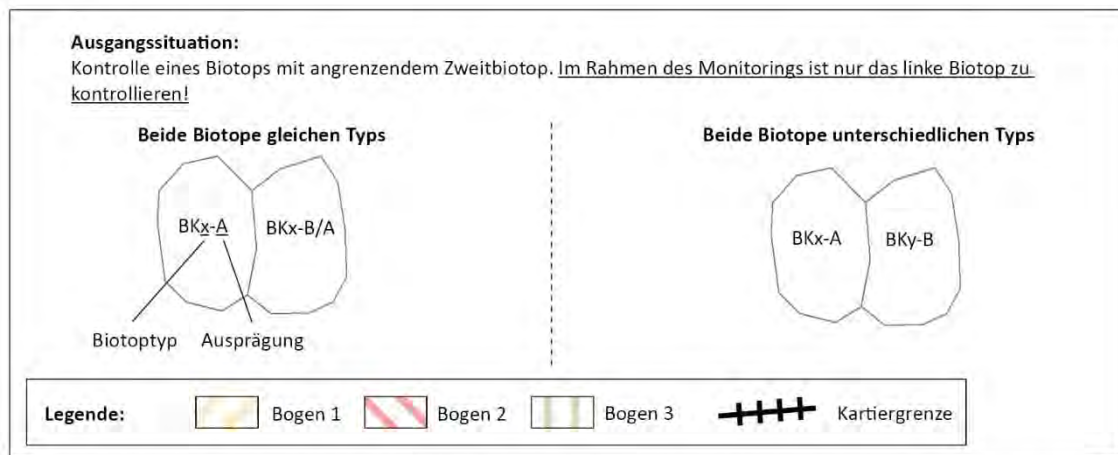 Ausgangssituation:
Kontrolle eines Biotops mit angrenzendem Zweitbiotop. Im Rahmen des Monitorings ist nur das linke Biotop zu
kontrollieren!
Beide Biotope gleichen Typs
Beide Biotope unterschiedlichen Typs
BKx-A
BKx-B/A
BKx-A
BKy-B
Biotoptyp
Ausprägung
Legende:
Bogen 1
Bogen 2
Bogen 3
Kartiergrenze